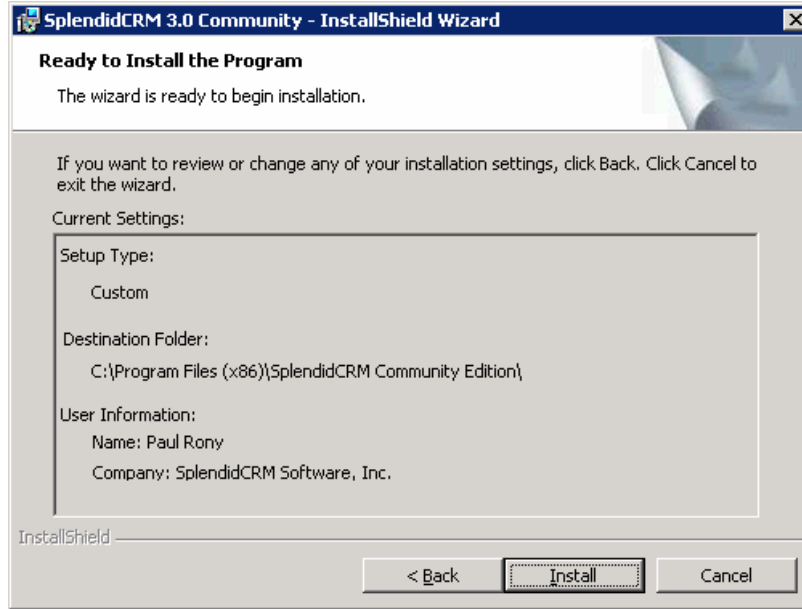 SplendidCRM 3.0 Community - InstallShield Wizard
Ready to Install the Program
The wizard is ready to begin installation.
If you want to review or change any of your installation settings, click Back. Click Cancel to
exit the wizard.
Current Settings:
Setup Type:
Custom
Destination Folder:
C:\Program Files (x86)\SplendidCRM Community Edition\
User Information:
Name: Paul Rony
Company: SplendidCRM Software, Inc.
InstallShield
< Back
Install
Cancel